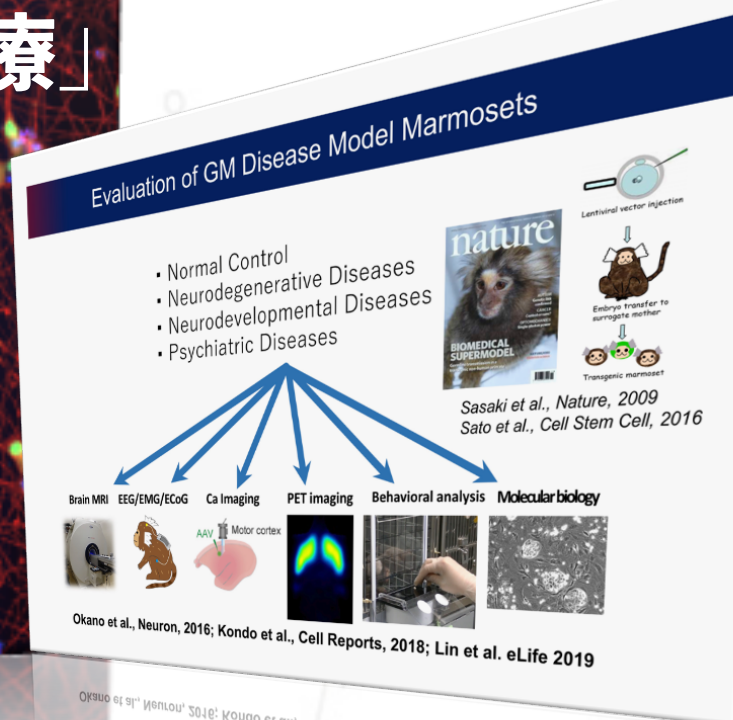 療」
Evaluation of GM Disease Model Marmosets
▪ Normal Control
▪ Neurodegenerative Diseases
▪ Neurodevelopmental Diseases
▪ Psychiatric Diseases
nature
BIOMEDICAL
SUPERMODEL
Lentiviral vector injection
Embryo transfer to
surrogate mother
Transgenic marmoset
Sasaki et al., Nature, 2009
Sato et al., Cell Stem Cell, 2016
Brain MRI
EEG/EMG/ECoG
Ca Imaging
PET imaging
Behavioral analysis
Molecular biology
AAV
Motor cortex
Okano et al., Neuron, 2016; Kondo et al., Cell Reports, 2018; Lin et al. eLife 2019